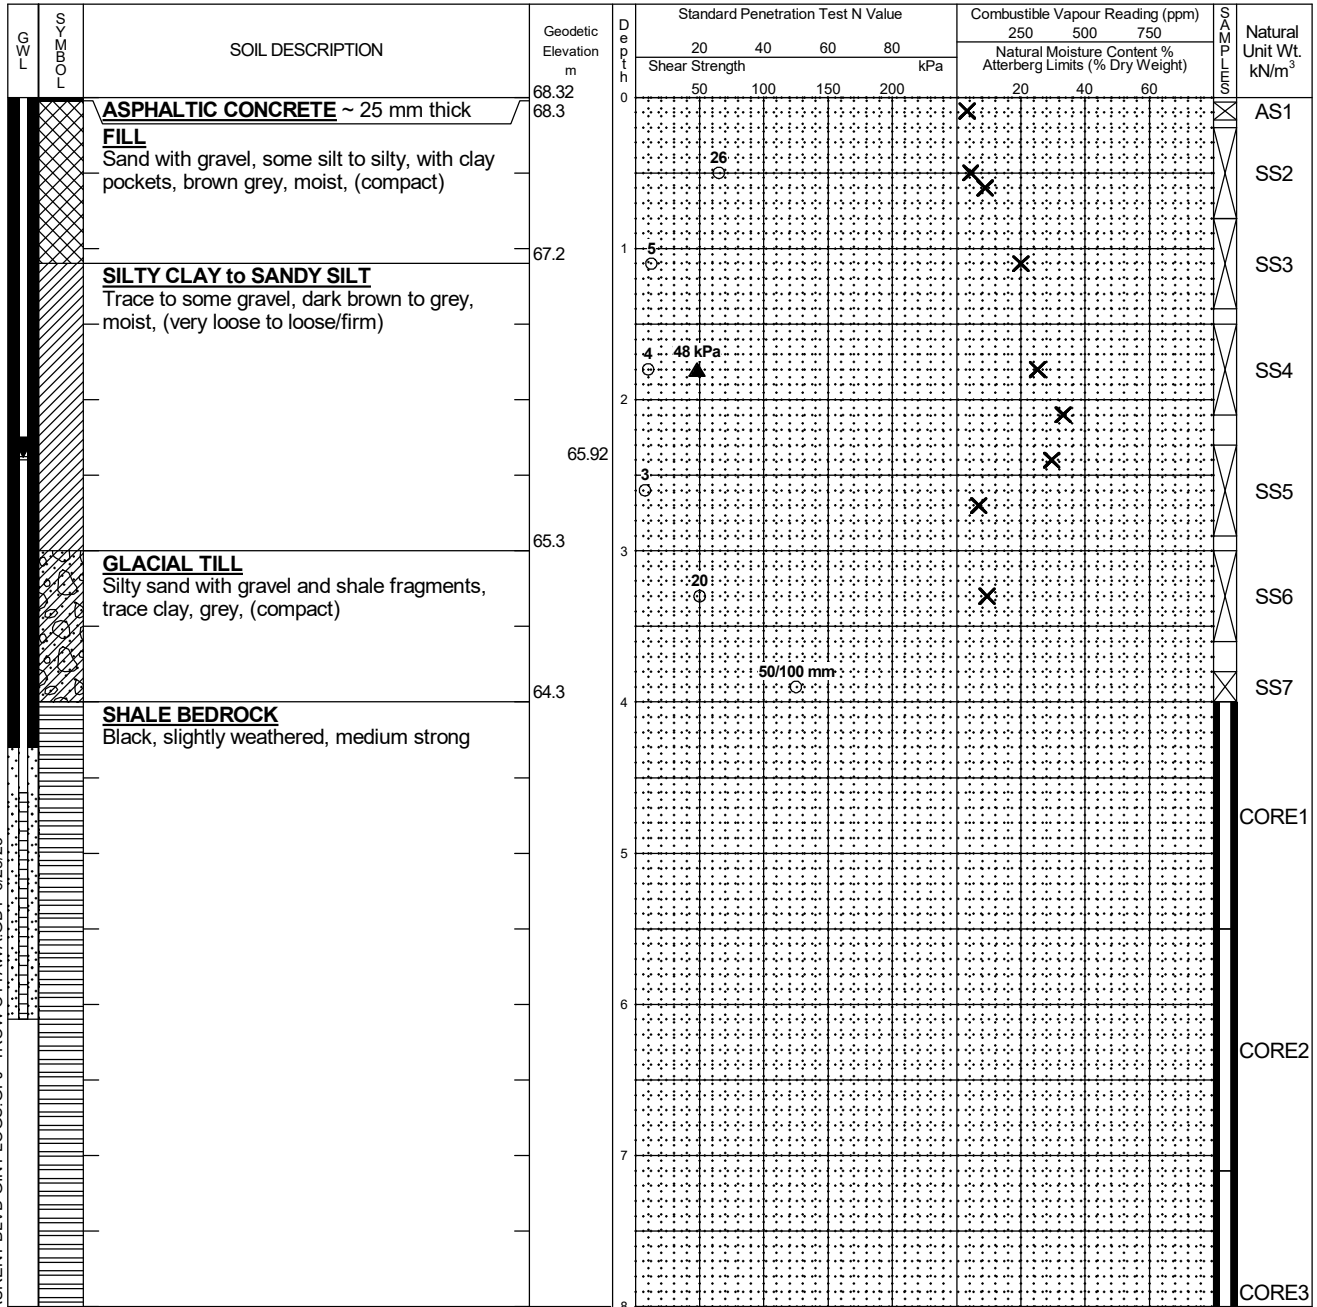 GWL
SYMBOL
SOIL DESCRIPTION
Geodetic
Elevation
m
Depth
Standard Penetration Test N Value
20 40 60 80
Shear Strength kPa
50 100 150 200
Combustible Vapour Reading (ppm)
250 500 750
Natural Moisture Content %
Atterberg Limits (% Dry Weight)
20 40 60
SAMPLES
Natural
Unit Wt.
kN/m³
68.32
0
ASPHALTIC CONCRETE ~ 25 mm thick
68.3
AS1
FILL
Sand with gravel, some silt to silty, with clay
pockets, brown grey, moist, (compact)
26
SS2
67.2
1
5
SS3
SILTY CLAY to SANDY SILT
Trace to some gravel, dark brown to grey,
moist, (very loose to loose/firm)
4
48 kPa
SS4
2
65.92
3
SS5
65.3
3
GLACIAL TILL
Silty sand with gravel and shale fragments,
trace clay, grey, (compact)
20
SS6
50/100 mm
SS7
64.3
4
SHALE BEDROCK
Black, slightly weathered, medium strong
CORE1
5
6
CORE2
7
CORE3
8